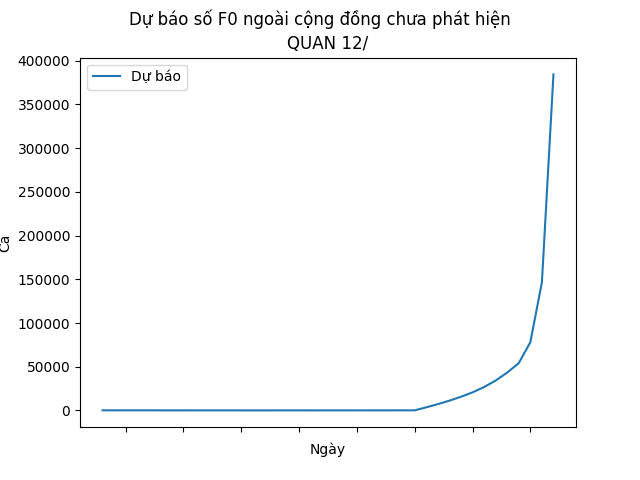 Dự báo số F0 ngoài cộng đồng chưa phát hiện
QUAN 12/
Dự báo
400000
350000
300000
250000
200000
150000
100000
50000
0
Ca
Ngày